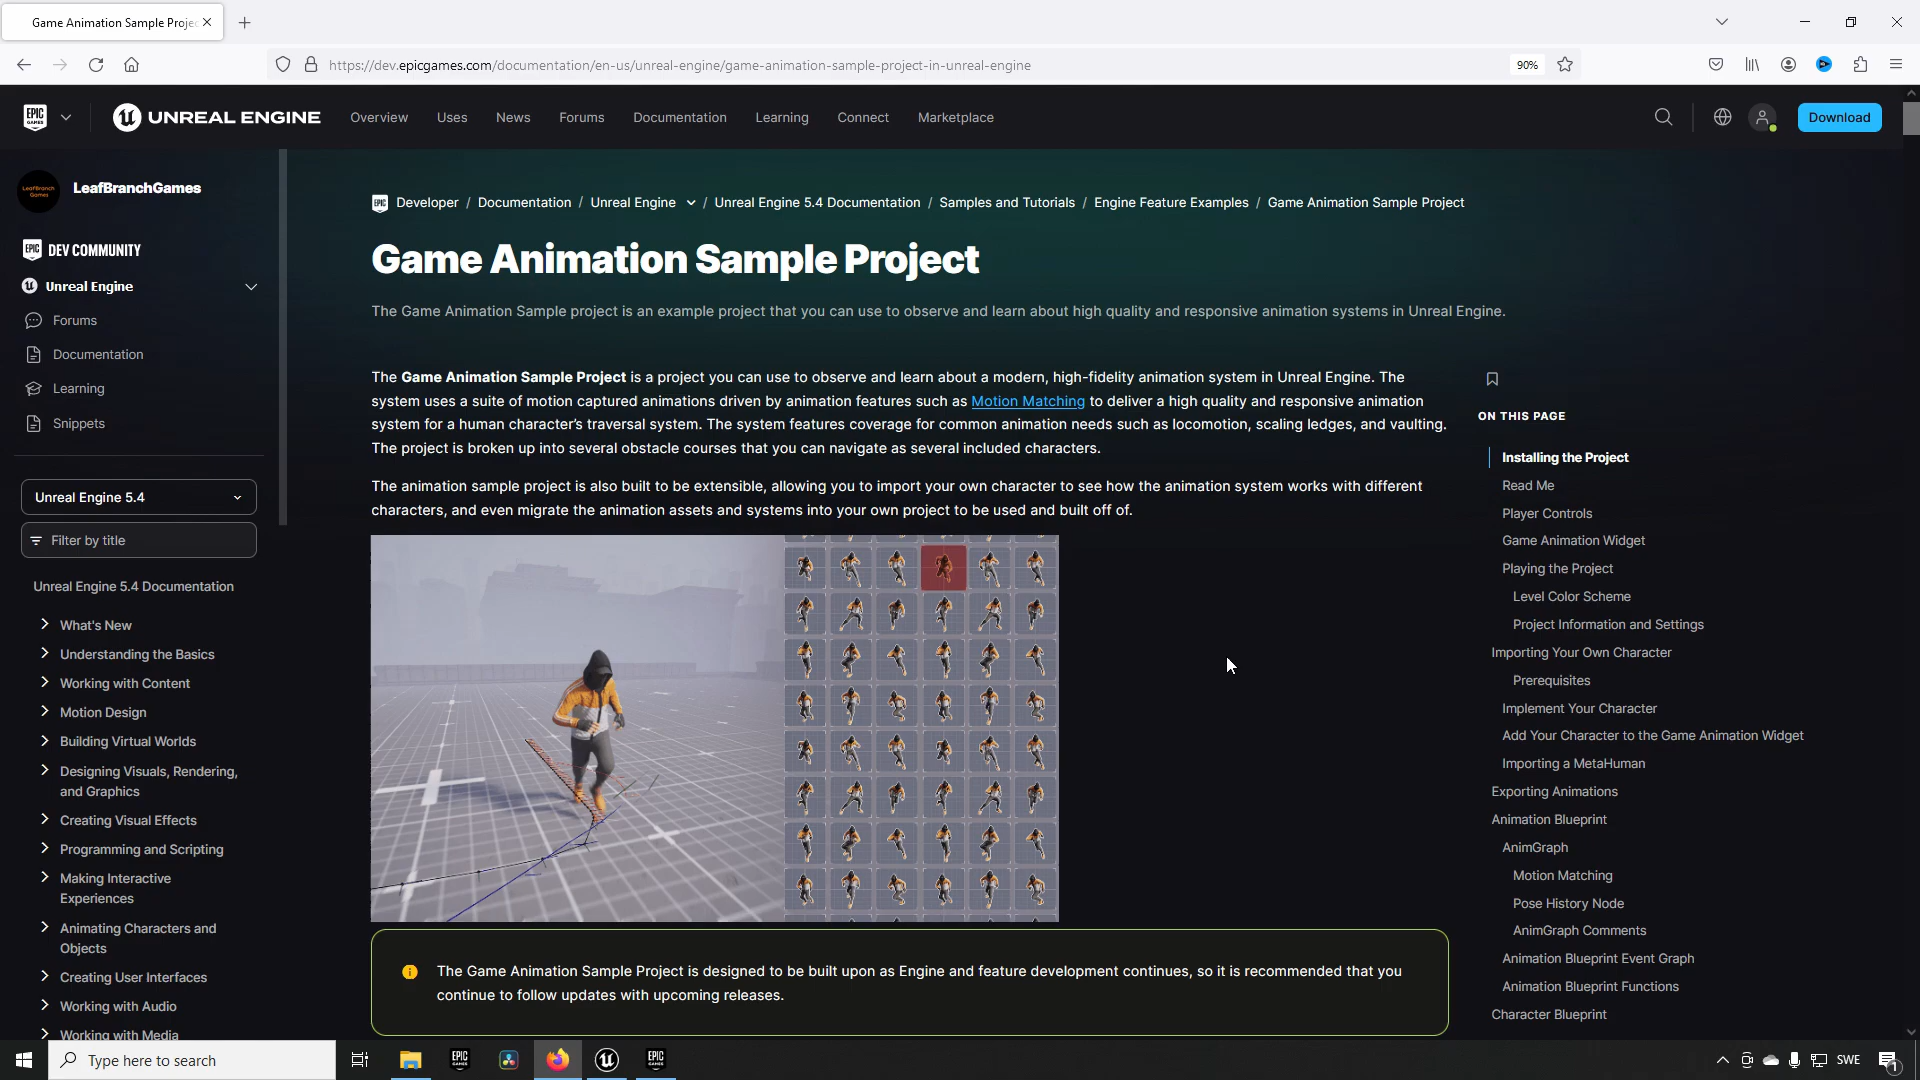 Game Animation Sample Projec
https://dev.epicgames.com/documentation/en-us/unreal-engine/game-animation-sample-project-in-unreal-engine
90%
EPIC GAMES
UNREAL ENGINE
Overview
Uses
News
Forums
Documentation
Learning
Connect
Marketplace
Download
LeafBranch Games
LeafBranchGames
EPIC DEV COMMUNITY
Unreal Engine
Forums
Documentation
Learning
Snippets
Unreal Engine 5.4
Filter by title
Unreal Engine 5.4 Documentation
What's New
Understanding the Basics
Working with Content
Motion Design
Building Virtual Worlds
Designing Visuals, Rendering,
and Graphics
Creating Visual Effects
Programming and Scripting
Making Interactive
Experiences
Animating Characters and
Objects
Creating User Interfaces
Working with Audio
Working with Media
EPIC Developer / Documentation / Unreal Engine / Unreal Engine 5.4 Documentation / Samples and Tutorials / Engine Feature Examples / Game Animation Sample Project
Game Animation Sample Project
The Game Animation Sample project is an example project that you can use to observe and learn about high quality and responsive animation systems in Unreal Engine.
The Game Animation Sample Project is a project you can use to observe and learn about a modern, high-fidelity animation system in Unreal Engine. The
system uses a suite of motion captured animations driven by animation features such as Motion Matching to deliver a high quality and responsive animation
system for a human character's traversal system. The system features coverage for common animation needs such as locomotion, scaling ledges, and vaulting.
The project is broken up into several obstacle courses that you can navigate as several included characters.
The animation sample project is also built to be extensible, allowing you to import your own character to see how the animation system works with different
characters, and even migrate the animation assets and systems into your own project to be used and built off of.
The Game Animation Sample Project is designed to be built upon as Engine and feature development continues, so it is recommended that you
continue to follow updates with upcoming releases.
ON THIS PAGE
Installing the Project
Read Me
Player Controls
Game Animation Widget
Playing the Project
Level Color Scheme
Project Information and Settings
Importing Your Own Character
Prerequisites
Implement Your Character
Add Your Character to the Game Animation Widget
Importing a MetaHuman
Exporting Animations
Animation Blueprint
AnimGraph
Motion Matching
Pose History Node
AnimGraph Comments
Animation Blueprint Event Graph
Animation Blueprint Functions
Character Blueprint
Type here to search
EPIC GAMES
EPIC GAMES
SWE
1